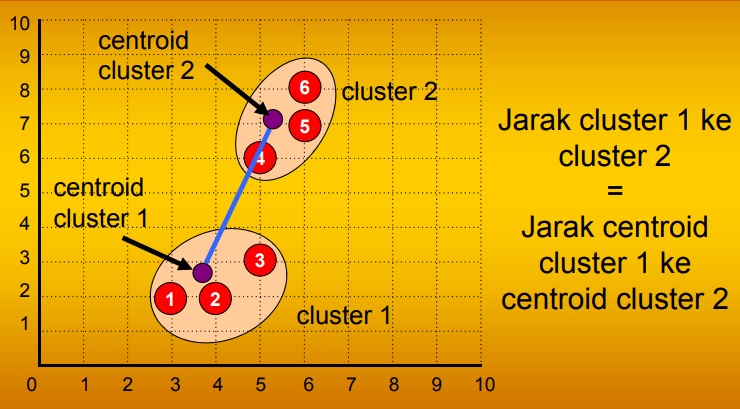 10
9
8
7
6
5
4
3
2
1
0 1 2 3 4 5 6 7 8 9 10
centroid
cluster 2
6
cluster 2
5
4
centroid
cluster 1
3
1 2
cluster 1
Jarak cluster 1 ke
cluster 2
=
Jarak centroid
cluster 1 ke
centroid cluster 2